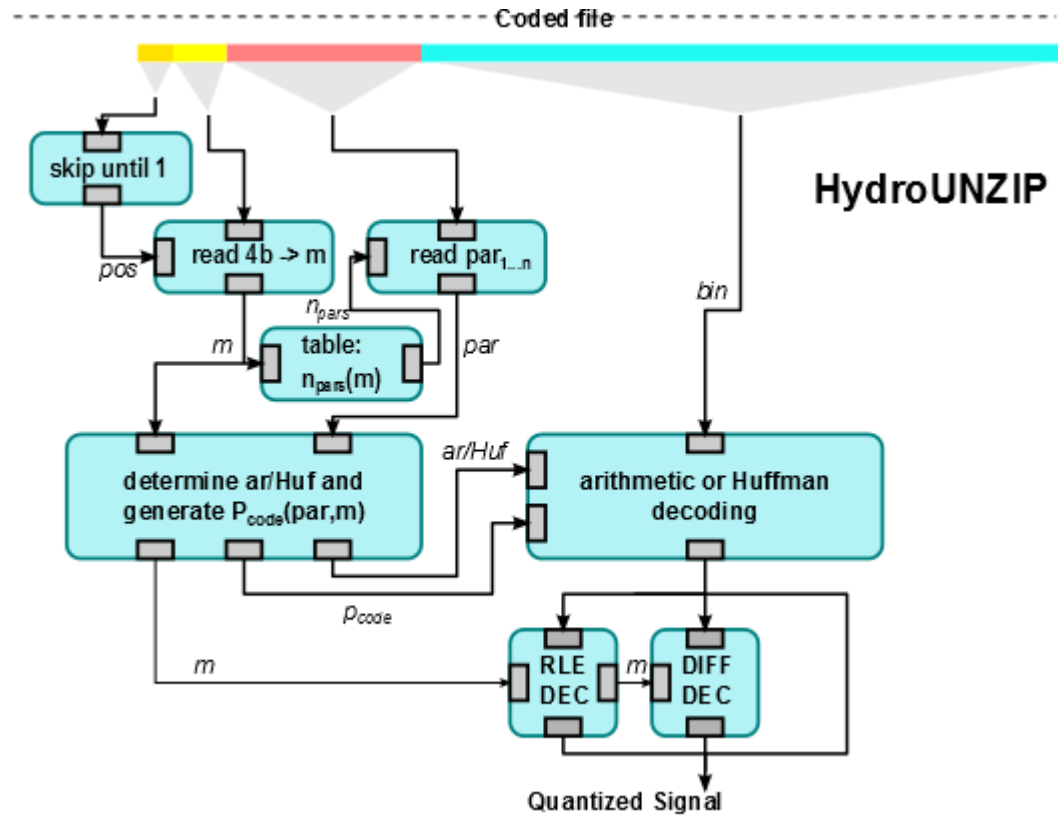 Coded file
skip until 1
HydroUNZIP
pos
read 4b -> m
read par1...n
bin
npars
m
table:
npars(m)
par
determine ar/Huf and
generate Pcode(par,m)
ar/Huf
arithmetic or Huffman
decoding
pcode
m
RLE
DEC
m
DIFF
DEC
Quantized Signal